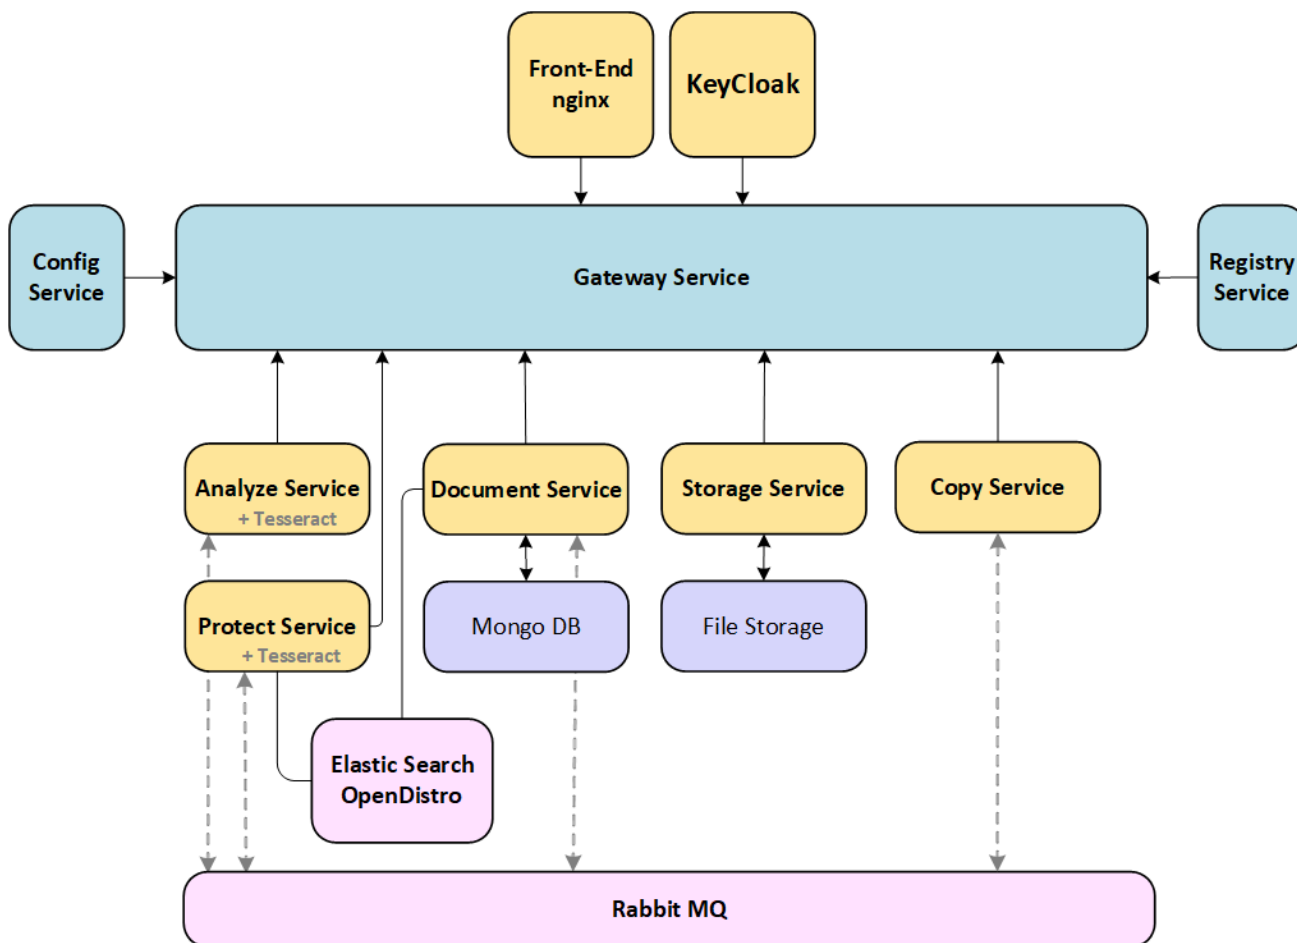 Front-End
nginx
KeyCloak
Config
Service
Gateway Service
Registry
Service
Analyze Service
+ Tesseract
Document Service
Storage Service
Copy Service
Protect Service
+ Tesseract
Mongo DB
File Storage
Elastic Search
OpenDistro
Rabbit MQ